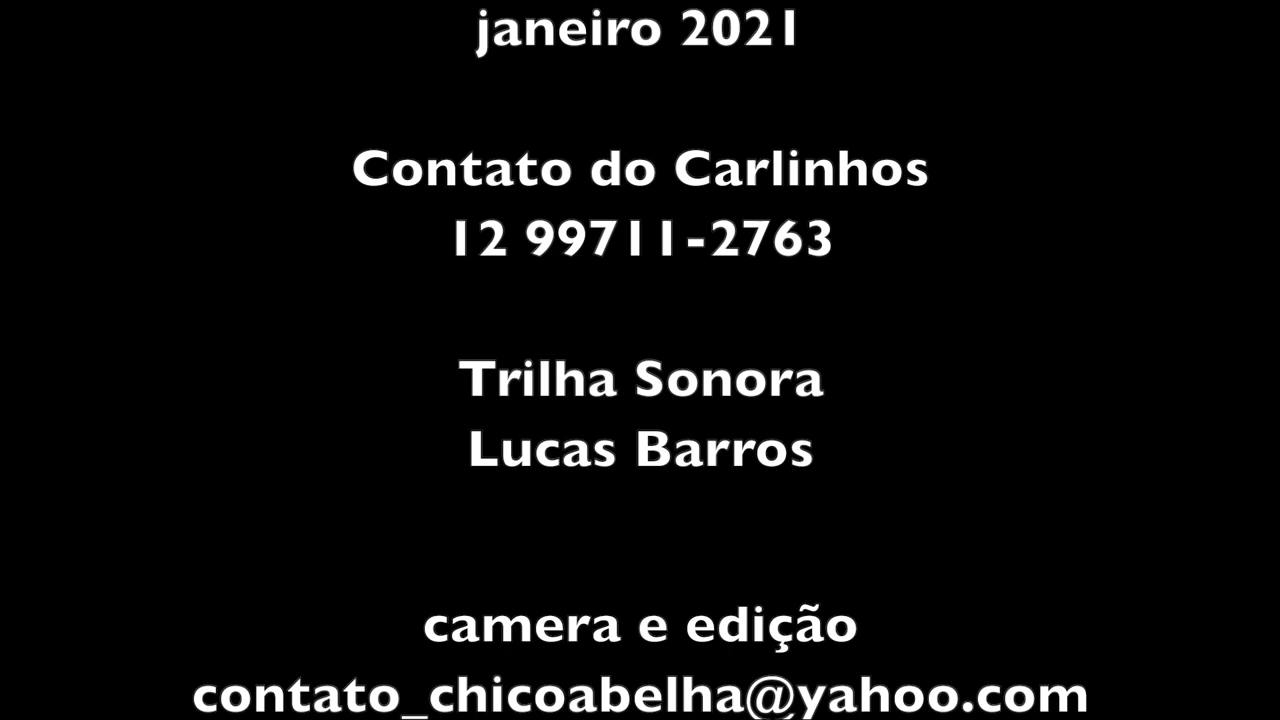 janeiro 2021
Contato do Carlinhos
12 99711-2763
Trilha Sonora
Lucas Barros
camera e edição
contato_chicoabelha@yahoo.com